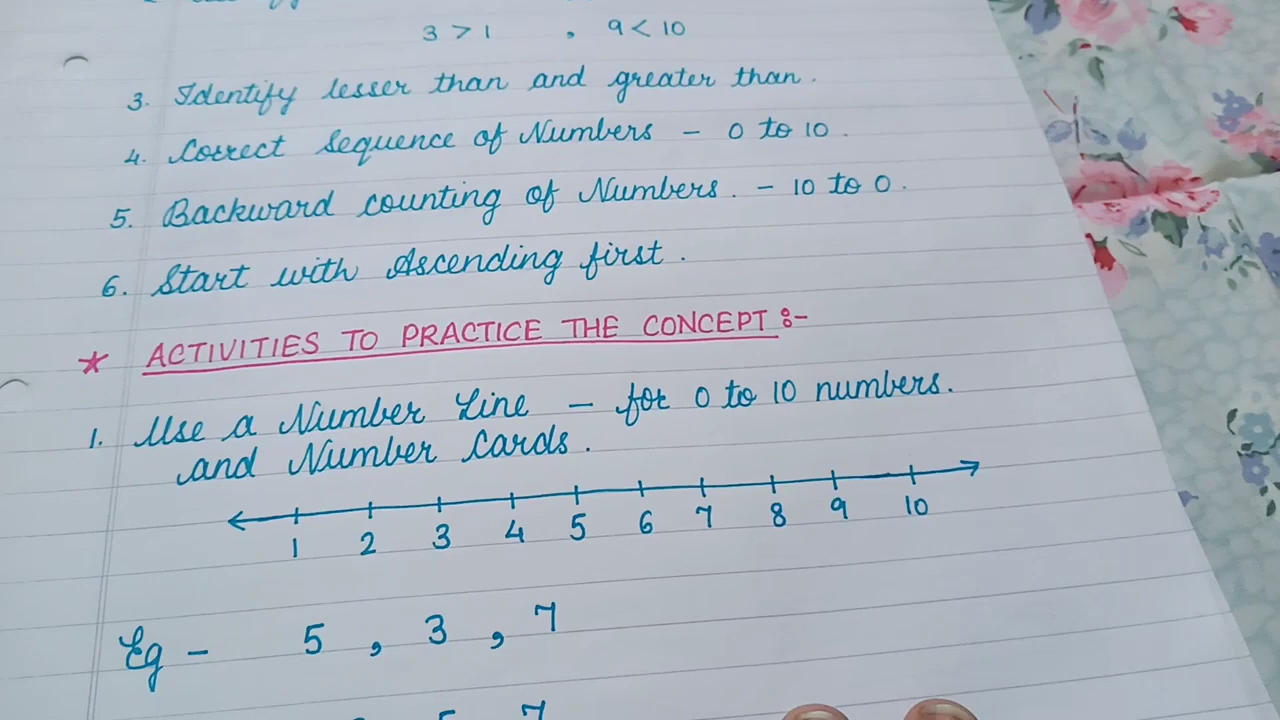 3 > 1 , 9 < 10
3. Identify lesser than and greater than.
4. Correct Sequence of Numbers - 0 to 10.
5. Backward counting of Numbers. - 10 to 0.
6. Start with Ascending first.
* ACTIVITIES TO PRACTICE THE CONCEPT :-
1. Use a Number Line - for 0 to 10 numbers.
and Number Cards.
1 2 3 4 5 6 7 8 9 10
Eg - 5 , 3 , 7